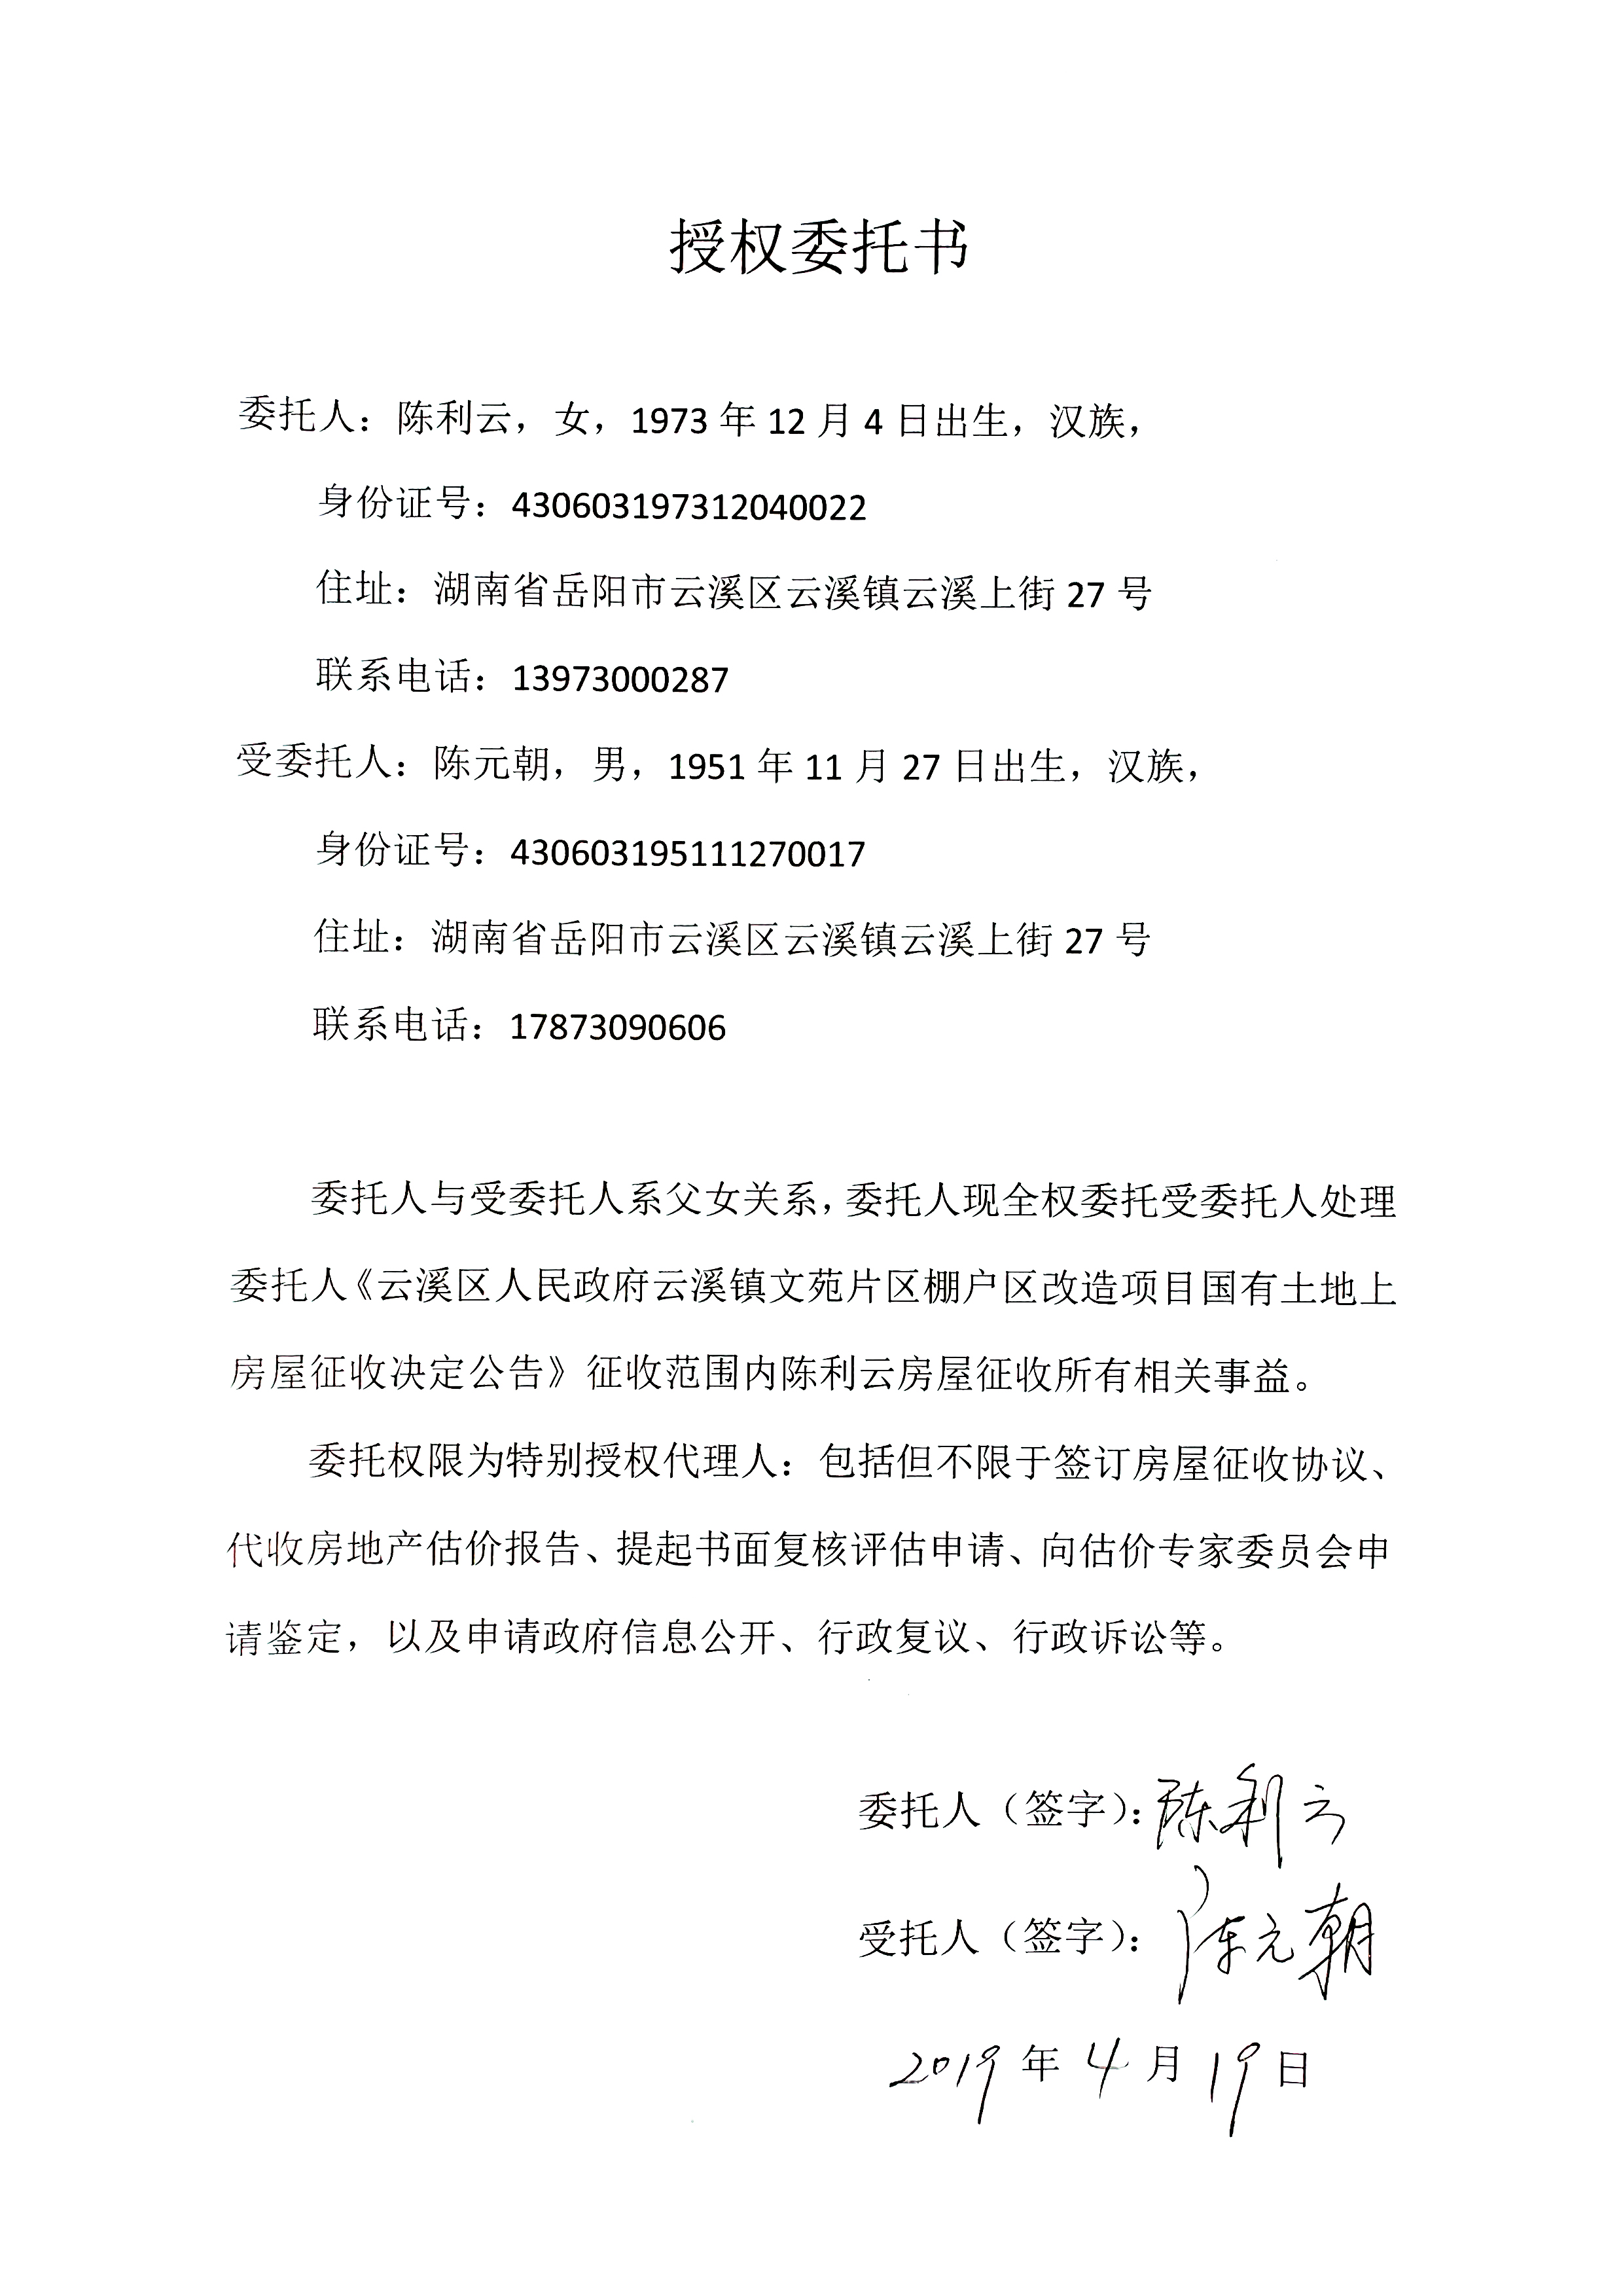 授权委托书
委托人：陈利云，女，1973 年 12 月 4 日出生，汉族，
身份证号：430603197312040022
住址：湖南省岳阳市云溪区云溪镇云溪上街 27 号
联系电话：13973000287
受委托人：陈元朝，男，1951 年 11 月 27 日出生，汉族，
身份证号：430603195111270017
住址：湖南省岳阳市云溪区云溪镇云溪上街 27 号
联系电话：17873090606
委托人与受委托人系父女关系，委托人现全权委托受委托人处理
委托人《云溪区人民政府云溪镇文苑片区棚户区改造项目国有土地上
房屋征收决定公告》征收范围内陈利云房屋征收所有相关事益。
委托权限为特别授权代理人：包括但不限于签订房屋征收协议、
代收房地产估价报告、提起书面复核评估申请、向估价专家委员会申
请鉴定，以及申请政府信息公开、行政复议、行政诉讼等。
委托人（签字）：陈利云
受托人（签字）：陈元朝
2019 年 4 月 19 日